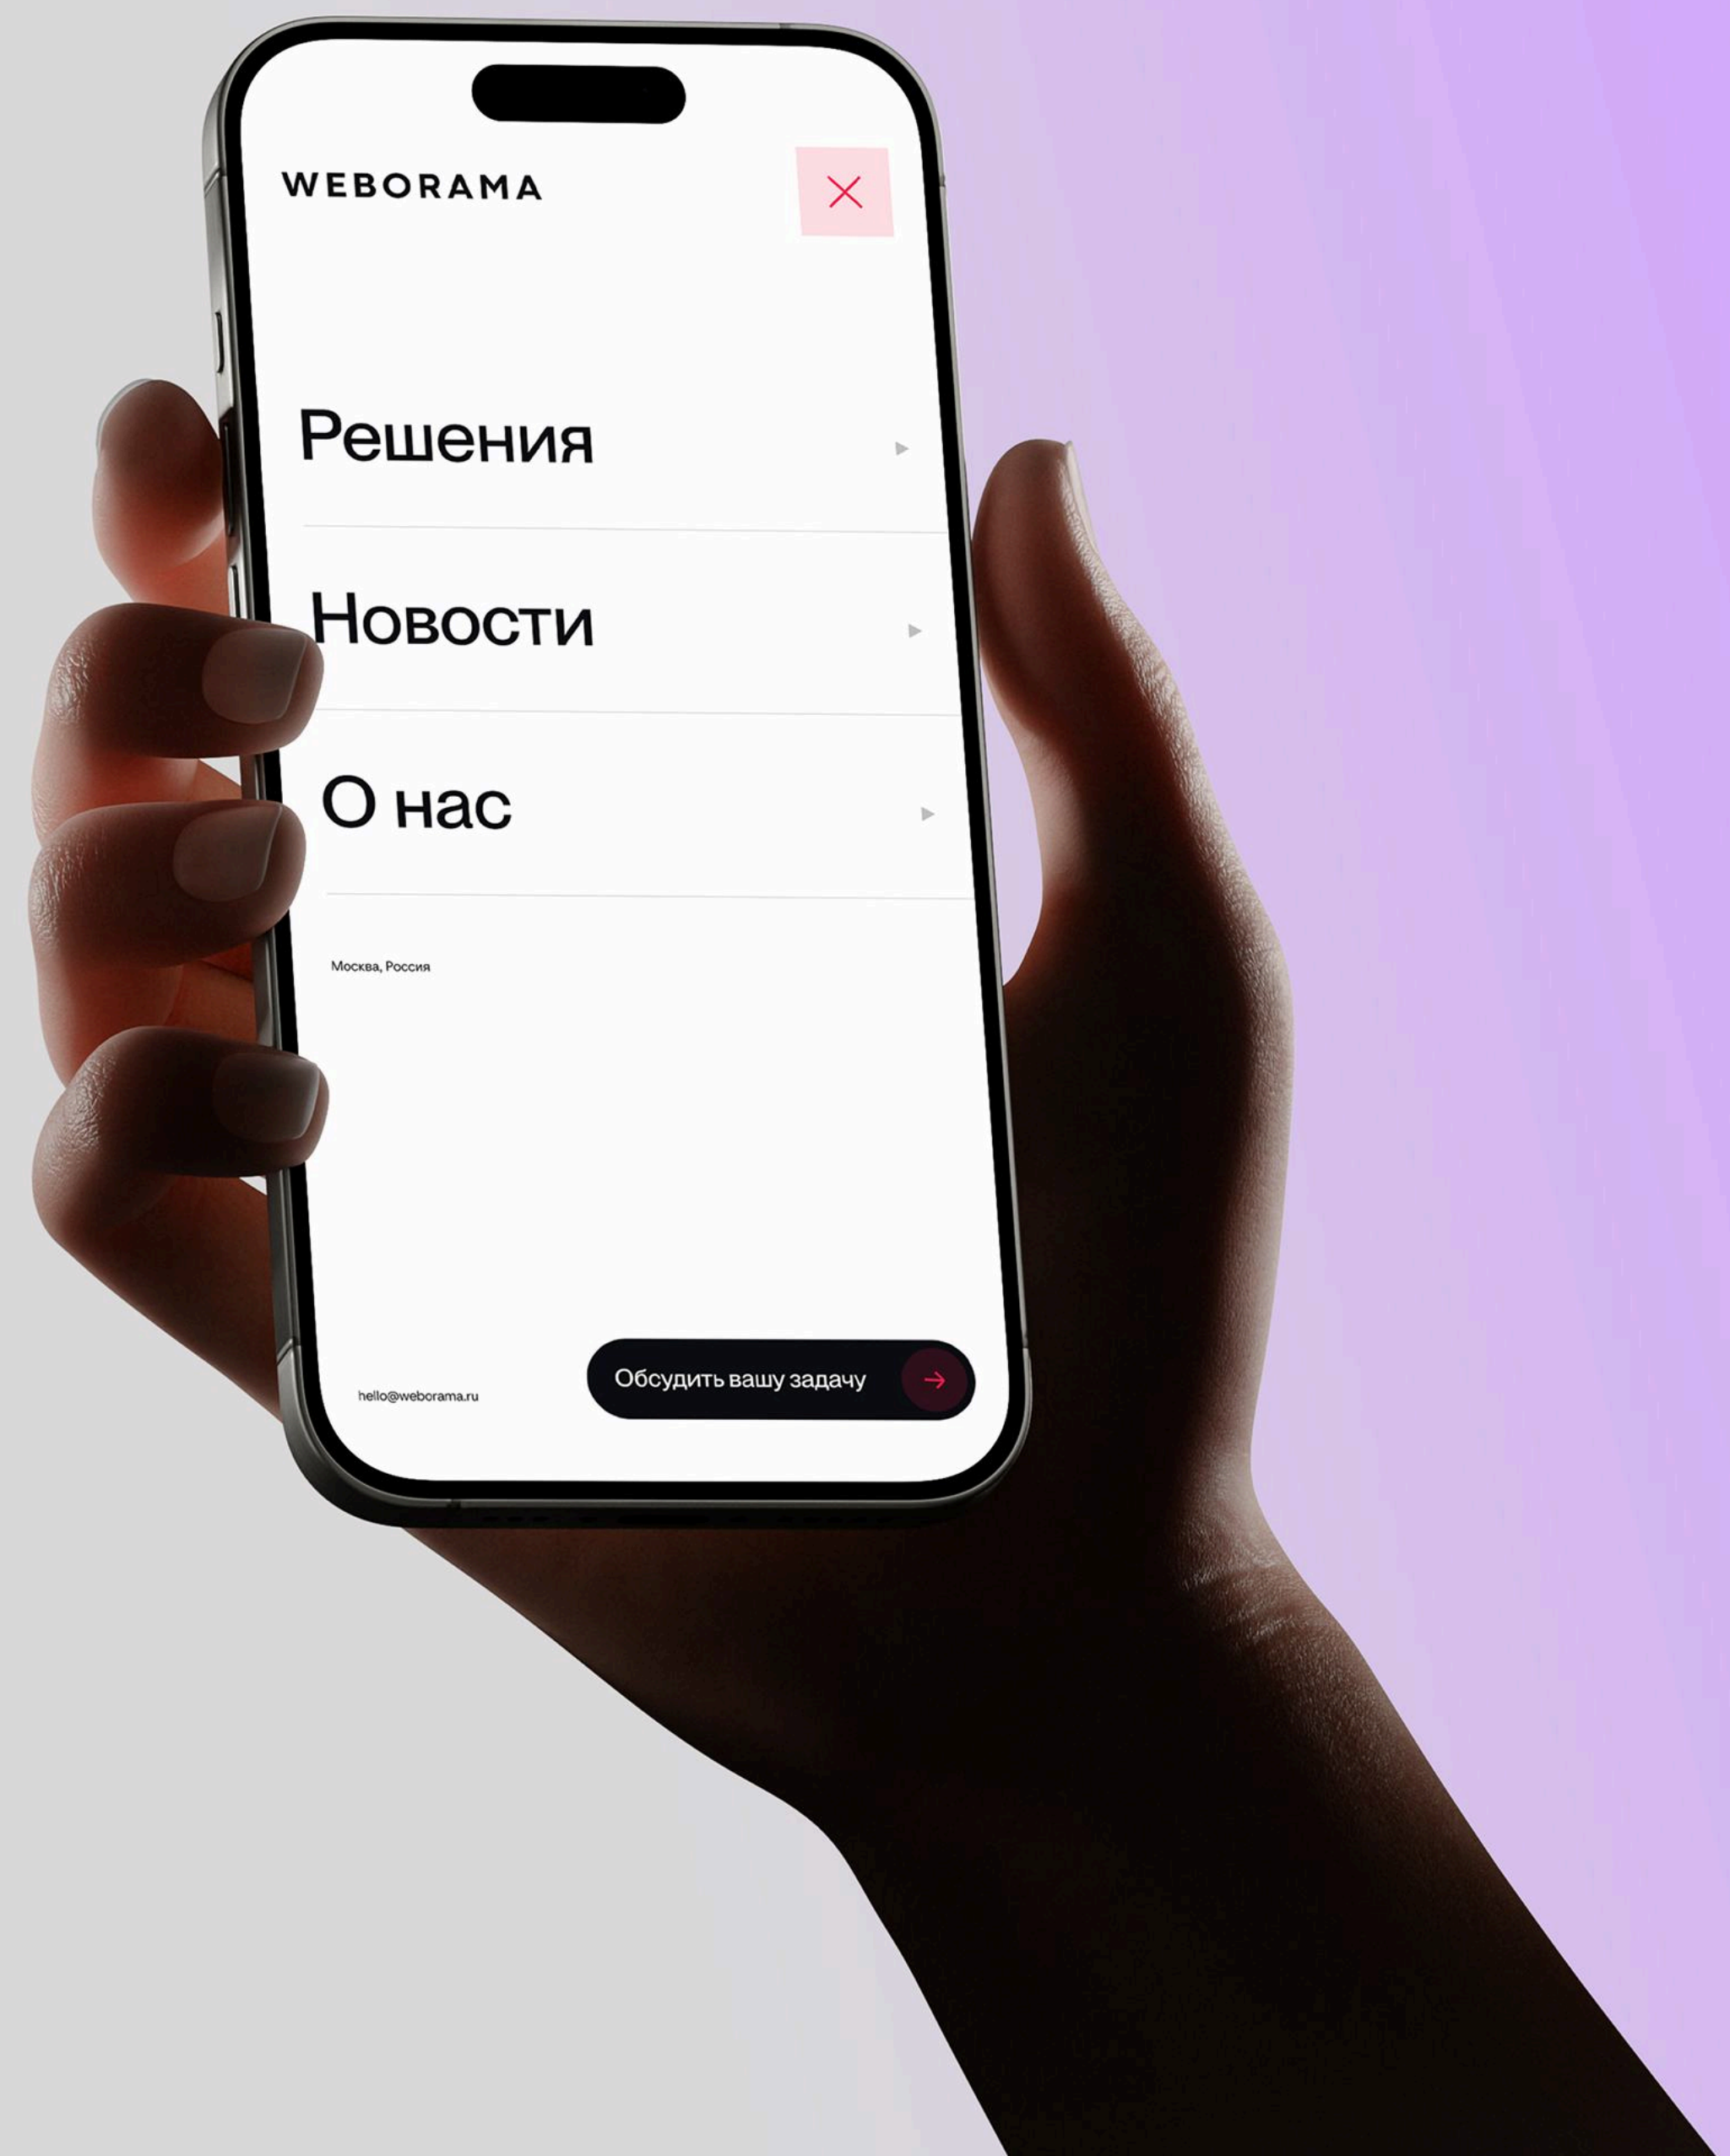 WEBORAMA
Решения
Новости
О нас
Москва, Россия
hello@weborama.ru
Обсудить вашу задачу